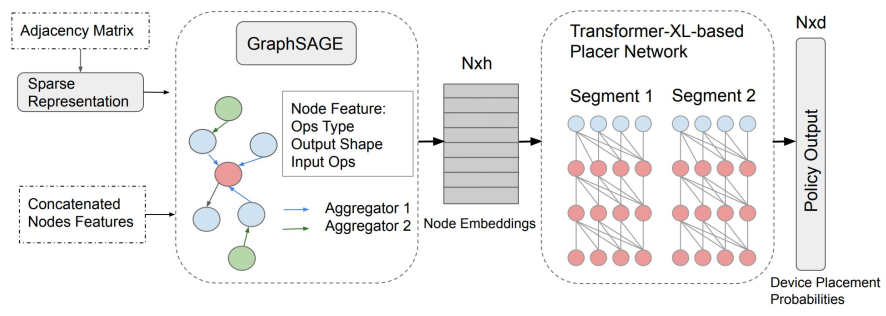 Adjacency Matrix
Sparse
Representation
Concatenated
Nodes Features
GraphSAGE
Node Feature:
Ops Type
Output Shape
Input Ops
Aggregator 1
Aggregator 2
Nxh
Node Embeddings
Transformer-XL-based
Placer Network
Segment 1
Segment 2
Nxd
Policy Output
Device Placement
Probabilities